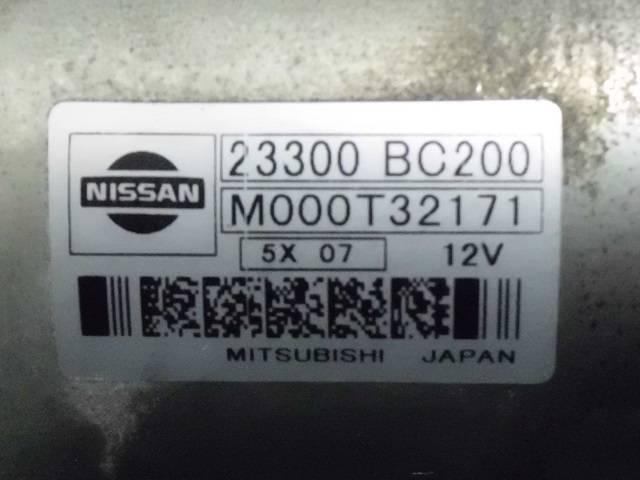 NISSAN
23300 BC200
M000T32171
5X 07 12V
MITSUBISHI JAPAN